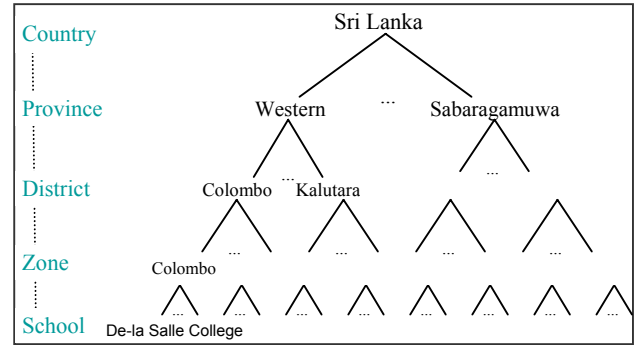 Country
Sri Lanka
Province
Western ... Sabaragamuwa
... ...
District
Colombo Kalutara
... ... ... ...
Zone
Colombo
... ... ... ... ... ... ... ...
School
De-la Salle College